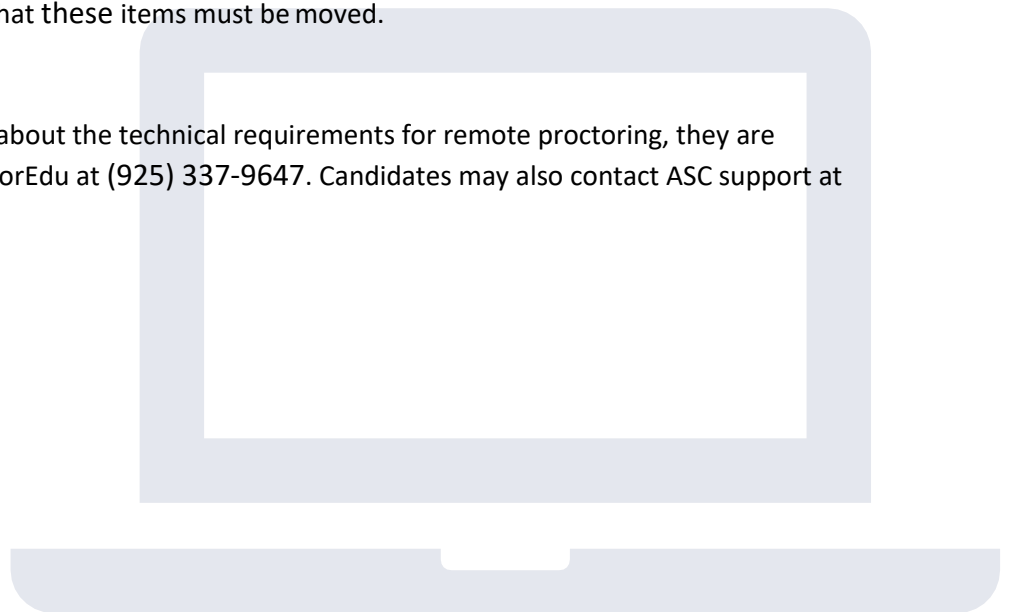 hat these items must be moved.
about the technical requirements for remote proctoring, they are
orEdu at (925) 337-9647. Candidates may also contact ASC support at